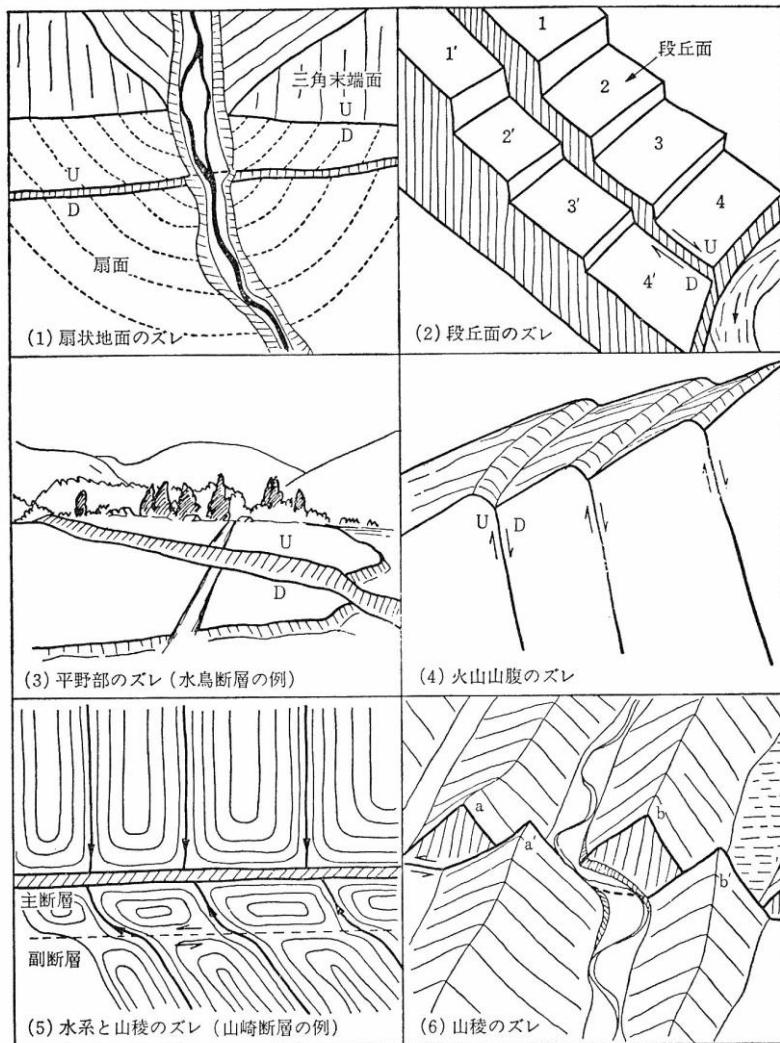 三角末端面
U
D
U
D
扇面
(1) 扇状地面のズレ
1
1′
段丘面
2
2′
3
3′
4
4′
U
D
(2) 段丘面のズレ
U
D
(3) 平野部のズレ (水鳥断層の例)
U
D
(4) 火山山腹のズレ
主断層
副断層
(5) 水系と山稜のズレ (山崎断層の例)
a
a′
b
b′
(6) 山稜のズレ